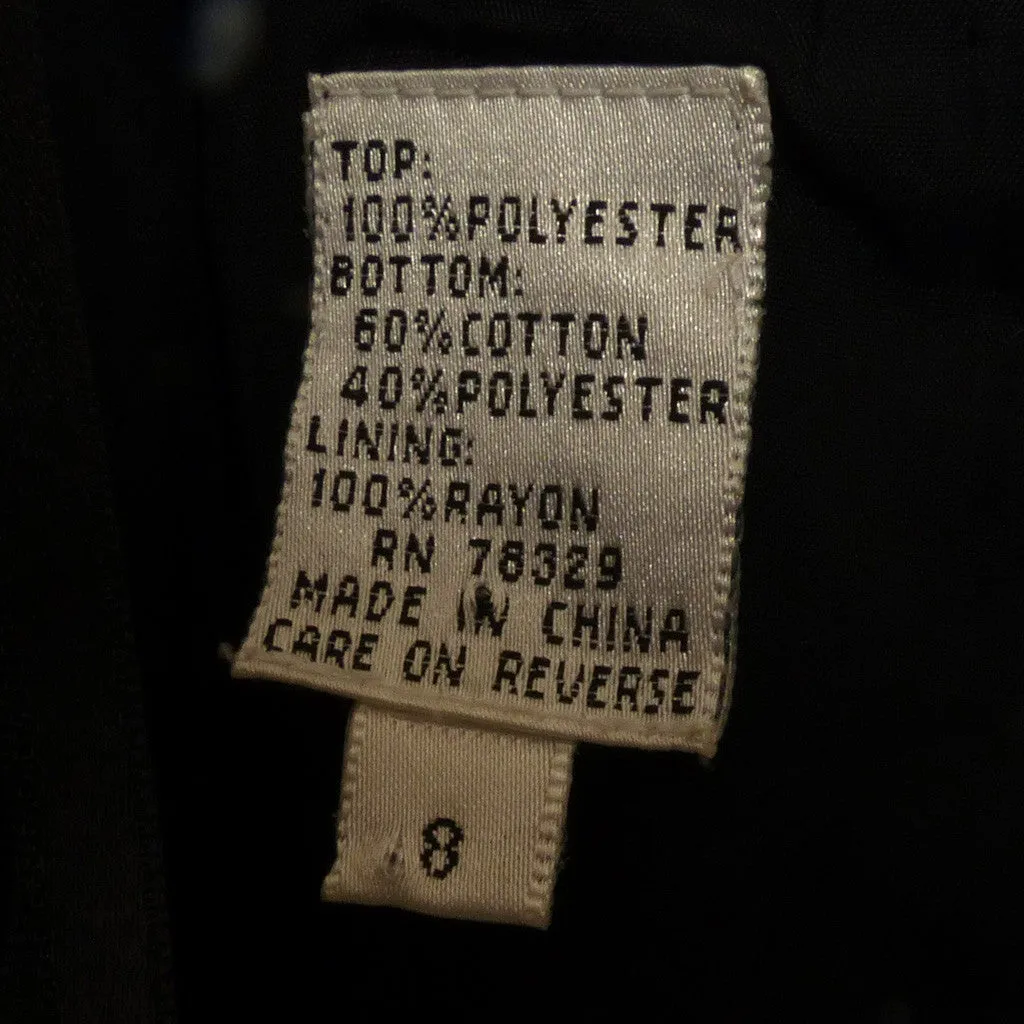 TOP:
100%POLYESTER
BOTTOM:
60%COTTON
40%POLYESTER
LINING:
100%RAYON
RN 78329
MADE IN CHINA
CARE ON REVERSE
8